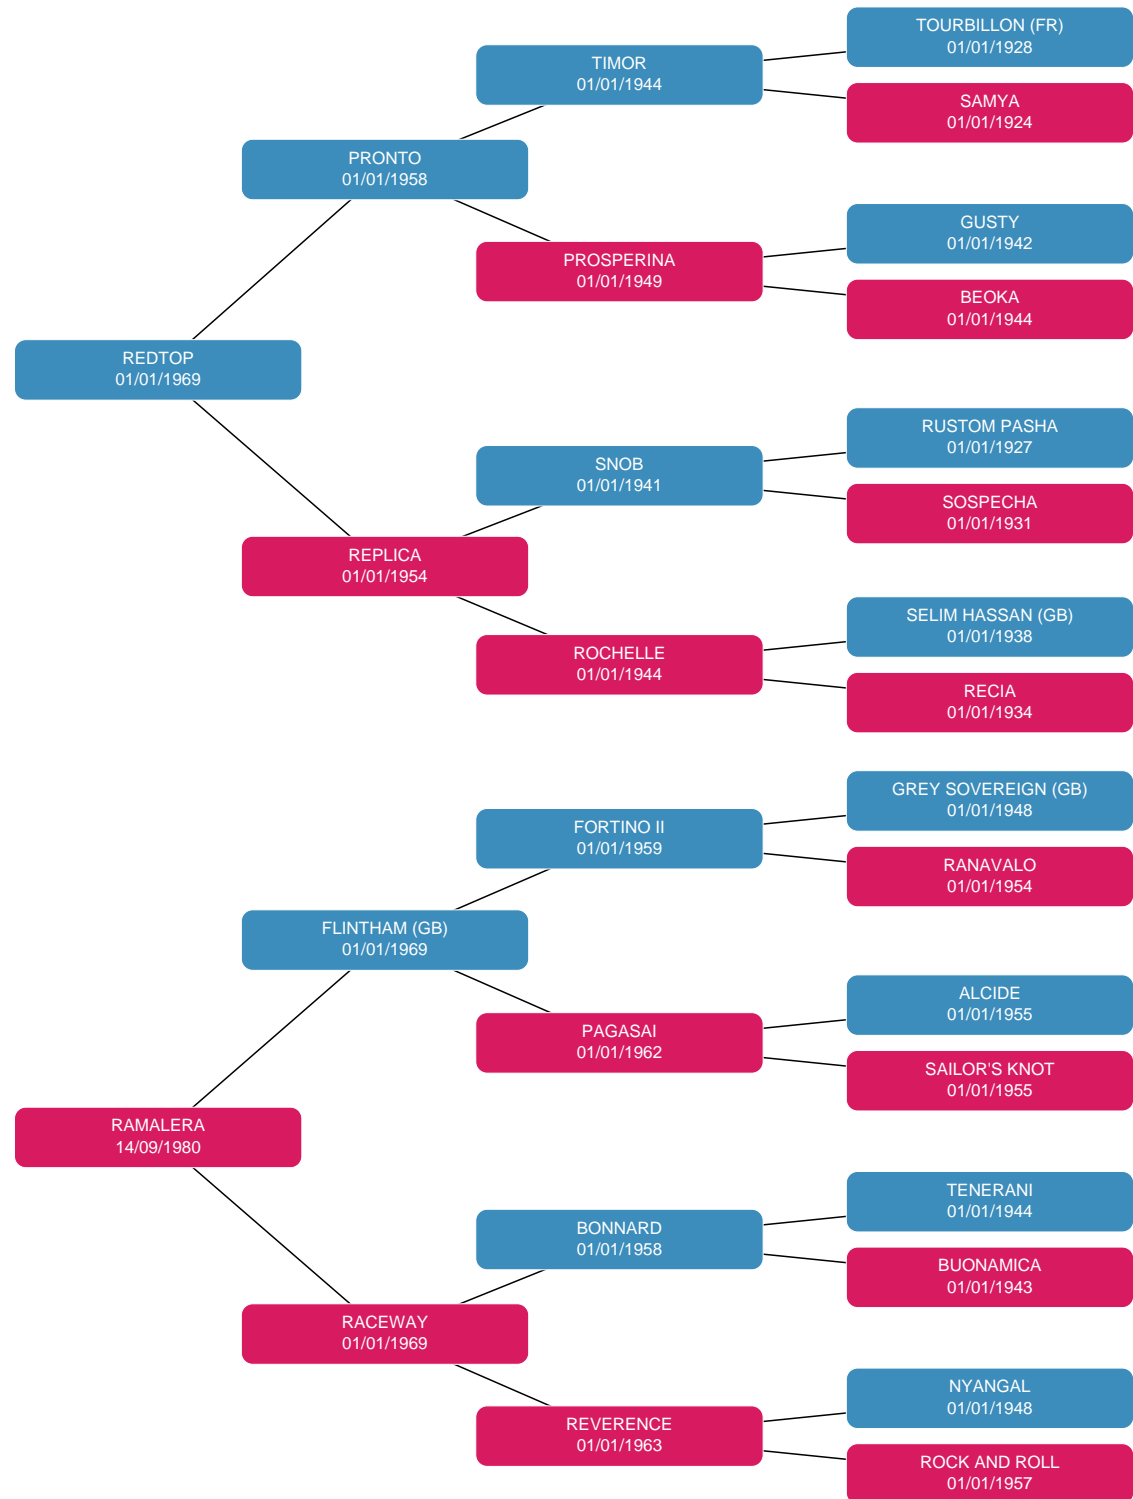 TOURBILLON (FR)
01/01/1928
TIMOR
01/01/1944
SAMYA
01/01/1924
PRONTO
01/01/1958
GUSTY
01/01/1942
PROSPERINA
01/01/1949
BEOKA
01/01/1944
REDTOP
01/01/1969
RUSTOM PASHA
01/01/1927
SNOB
01/01/1941
SOSPECHA
01/01/1931
REPLICA
01/01/1954
SELIM HASSAN (GB)
01/01/1938
ROCHELLE
01/01/1944
RECIA
01/01/1934
GREY SOVEREIGN (GB)
01/01/1948
FORTINO II
01/01/1959
RANAVALO
01/01/1954
FLINTHAM (GB)
01/01/1969
ALCIDE
01/01/1955
PAGASAI
01/01/1962
SAILOR'S KNOT
01/01/1955
RAMALERA
14/09/1980
TENERANI
01/01/1944
BONNARD
01/01/1958
BUONAMICA
01/01/1943
RACEWAY
01/01/1969
NYANGAL
01/01/1948
REVERENCE
01/01/1963
ROCK AND ROLL
01/01/1957